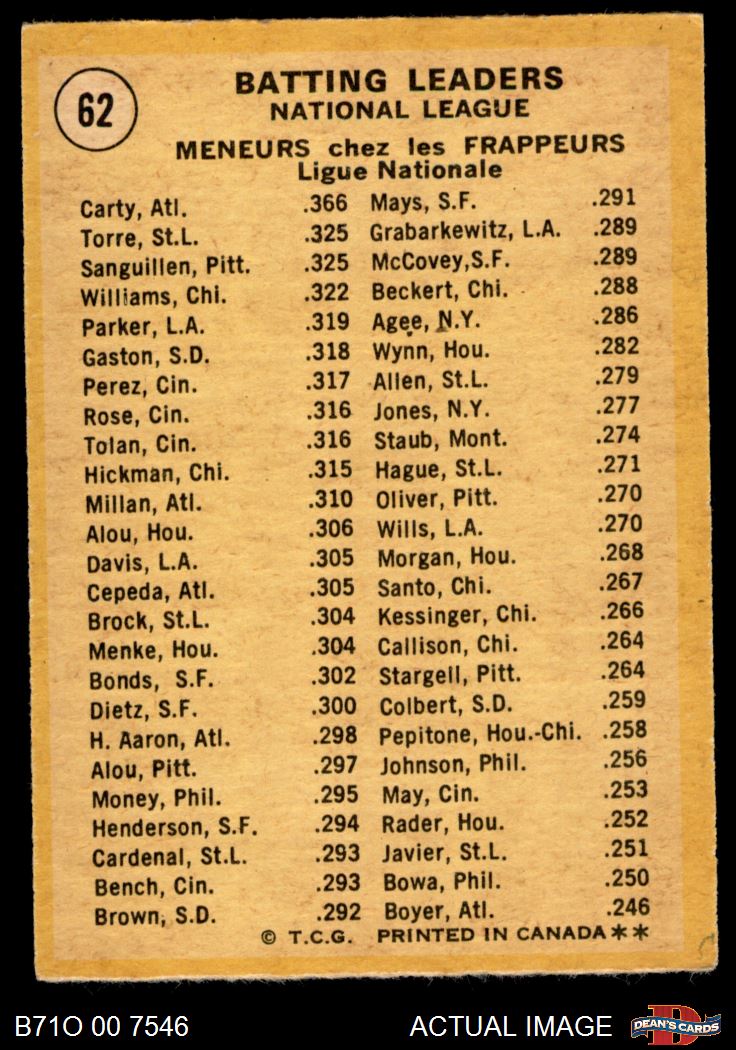 62
BATTING LEADERS
NATIONAL LEAGUE
MENEURS chez les FRAPPEURS
Ligue Nationale
Carty, Atl. .366
Torre, St.L. .325
Sanguillen, Pitt. .325
Williams, Chi. .322
Parker, L.A. .319
Gaston, S.D. .318
Perez, Cin. .317
Rose, Cin. .316
Tolan, Cin. .316
Hickman, Chi. .315
Millan, Atl. .310
Alou, Hou. .306
Davis, L.A. .305
Cepeda, Atl. .305
Brock, St.L. .304
Menke, Hou. .304
Bonds, S.F. .302
Dietz, S.F. .300
H. Aaron, Atl. .298
Alou, Pitt. .297
Money, Phil. .295
Henderson, S.F. .294
Cardenal, St.L. .293
Bench, Cin. .293
Brown, S.D. .292
Mays, S.F. .291
Grabarkewitz, L.A. .289
McCovey,S.F. .289
Beckert, Chi. .288
Agee, N.Y. .286
Wynn, Hou. .282
Allen, St.L. .279
Jones, N.Y. .277
Staub, Mont. .274
Hague, St.L. .271
Oliver, Pitt. .270
Wills, L.A. .270
Morgan, Hou. .268
Santo, Chi. .267
Kessinger, Chi. .266
Callison, Chi. .264
Stargell, Pitt. .264
Colbert, S.D. .259
Pepitone, Hou.-Chi. .258
Johnson, Phil. .256
May, Cin. .253
Rader, Hou. .252
Javier, St.L. .251
Bowa, Phil. .250
Boyer, Atl. .246
© T.C.G. PRINTED IN CANADA**
B71O 00 7546
ACTUAL IMAGE
D
DEAN'S CARDS